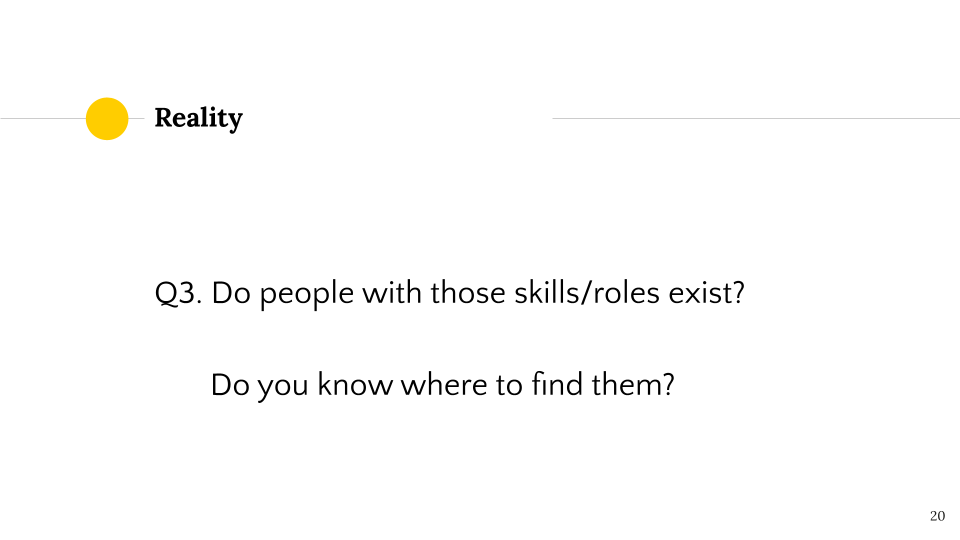 Reality
Q3. Do people with those skills/roles exist?
Do you know where to find them?
20